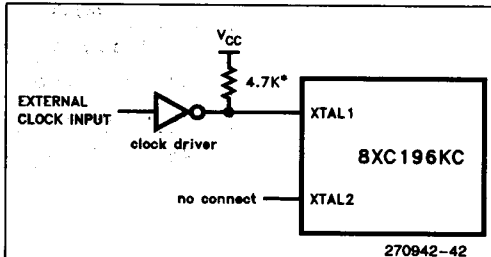 VCC
4.7K*
EXTERNAL
CLOCK INPUT
clock driver
XTAL1
8XC196KC
no connect
XTAL2
270942-42